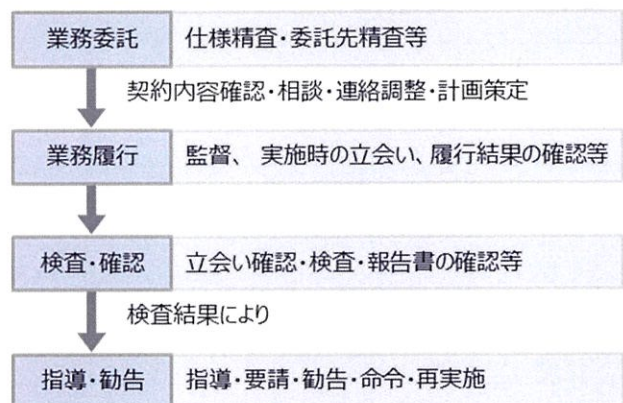 業務委託 仕様精査・委託先精査等
契約内容確認・相談・連絡調整・計画策定
業務履行 監督、実施時の立会い、履行結果の確認等
検査・確認 立会い確認・検査・報告書の確認等
検査結果により
指導・勧告 指導・要請・勧告・命令・再実施